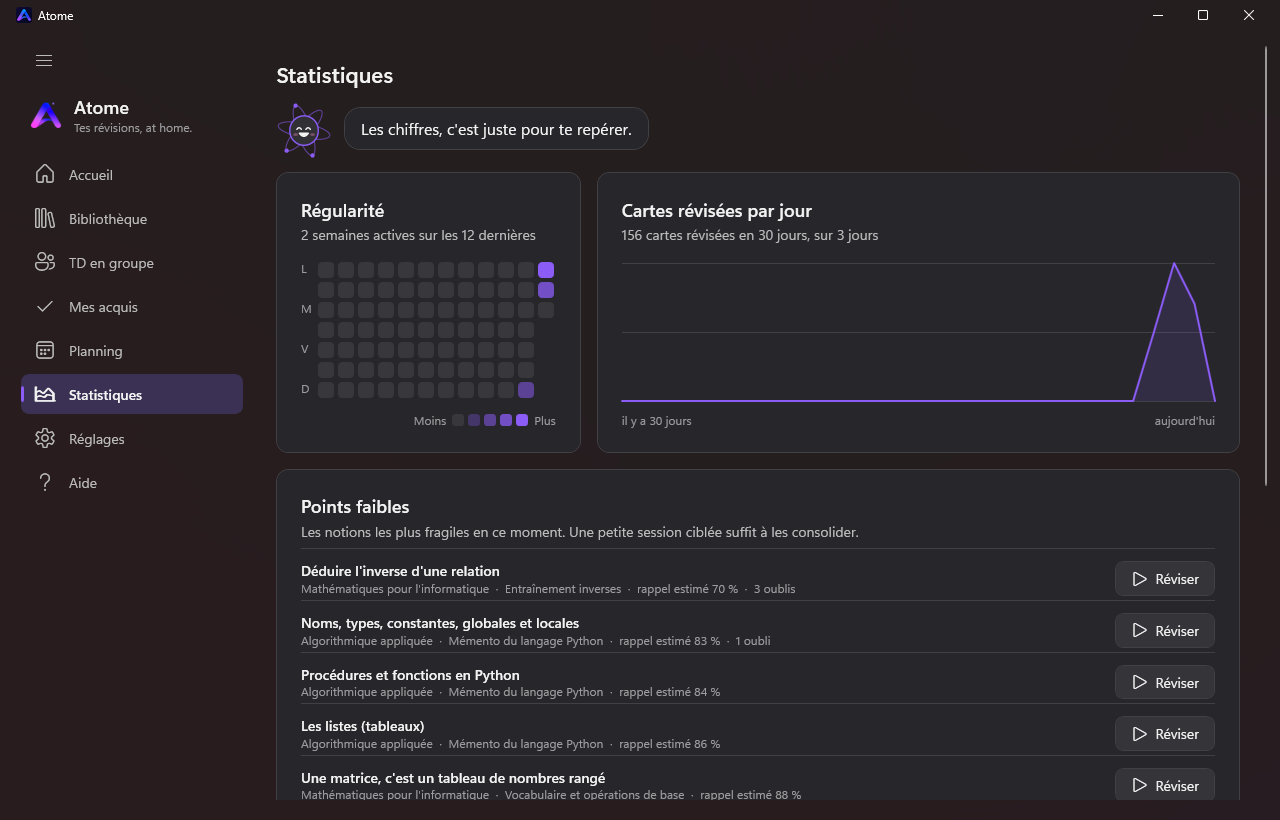 Atome
Atome
Tes révisions, at home.
Accueil
Bibliothèque
TD en groupe
Mes acquis
Planning
Statistiques
Réglages
Aide
Statistiques
Les chiffres, c'est juste pour te repérer.
Régularité
2 semaines actives sur les 12 dernières
L
M
V
D
Moins
Plus
Cartes révisées par jour
156 cartes révisées en 30 jours, sur 3 jours
il y a 30 jours
aujourd'hui
Points faibles
Les notions les plus fragiles en ce moment. Une petite session ciblée suffit à les consolider.
Déduire l'inverse d'une relation
Mathématiques pour l'informatique · Entraînement inverses · rappel estimé 70 % · 3 oublis
Réviser
Noms, types, constantes, globales et locales
Algorithmique appliquée · Mémento du langage Python · rappel estimé 83 % · 1 oubli
Réviser
Procédures et fonctions en Python
Algorithmique appliquée · Mémento du langage Python · rappel estimé 84 %
Réviser
Les listes (tableaux)
Algorithmique appliquée · Mémento du langage Python · rappel estimé 86 %
Réviser
Une matrice, c'est un tableau de nombres rangé
Mathématiques pour l'informatique · Vocabulaire et opérations de base · rappel estimé 88 %
Réviser